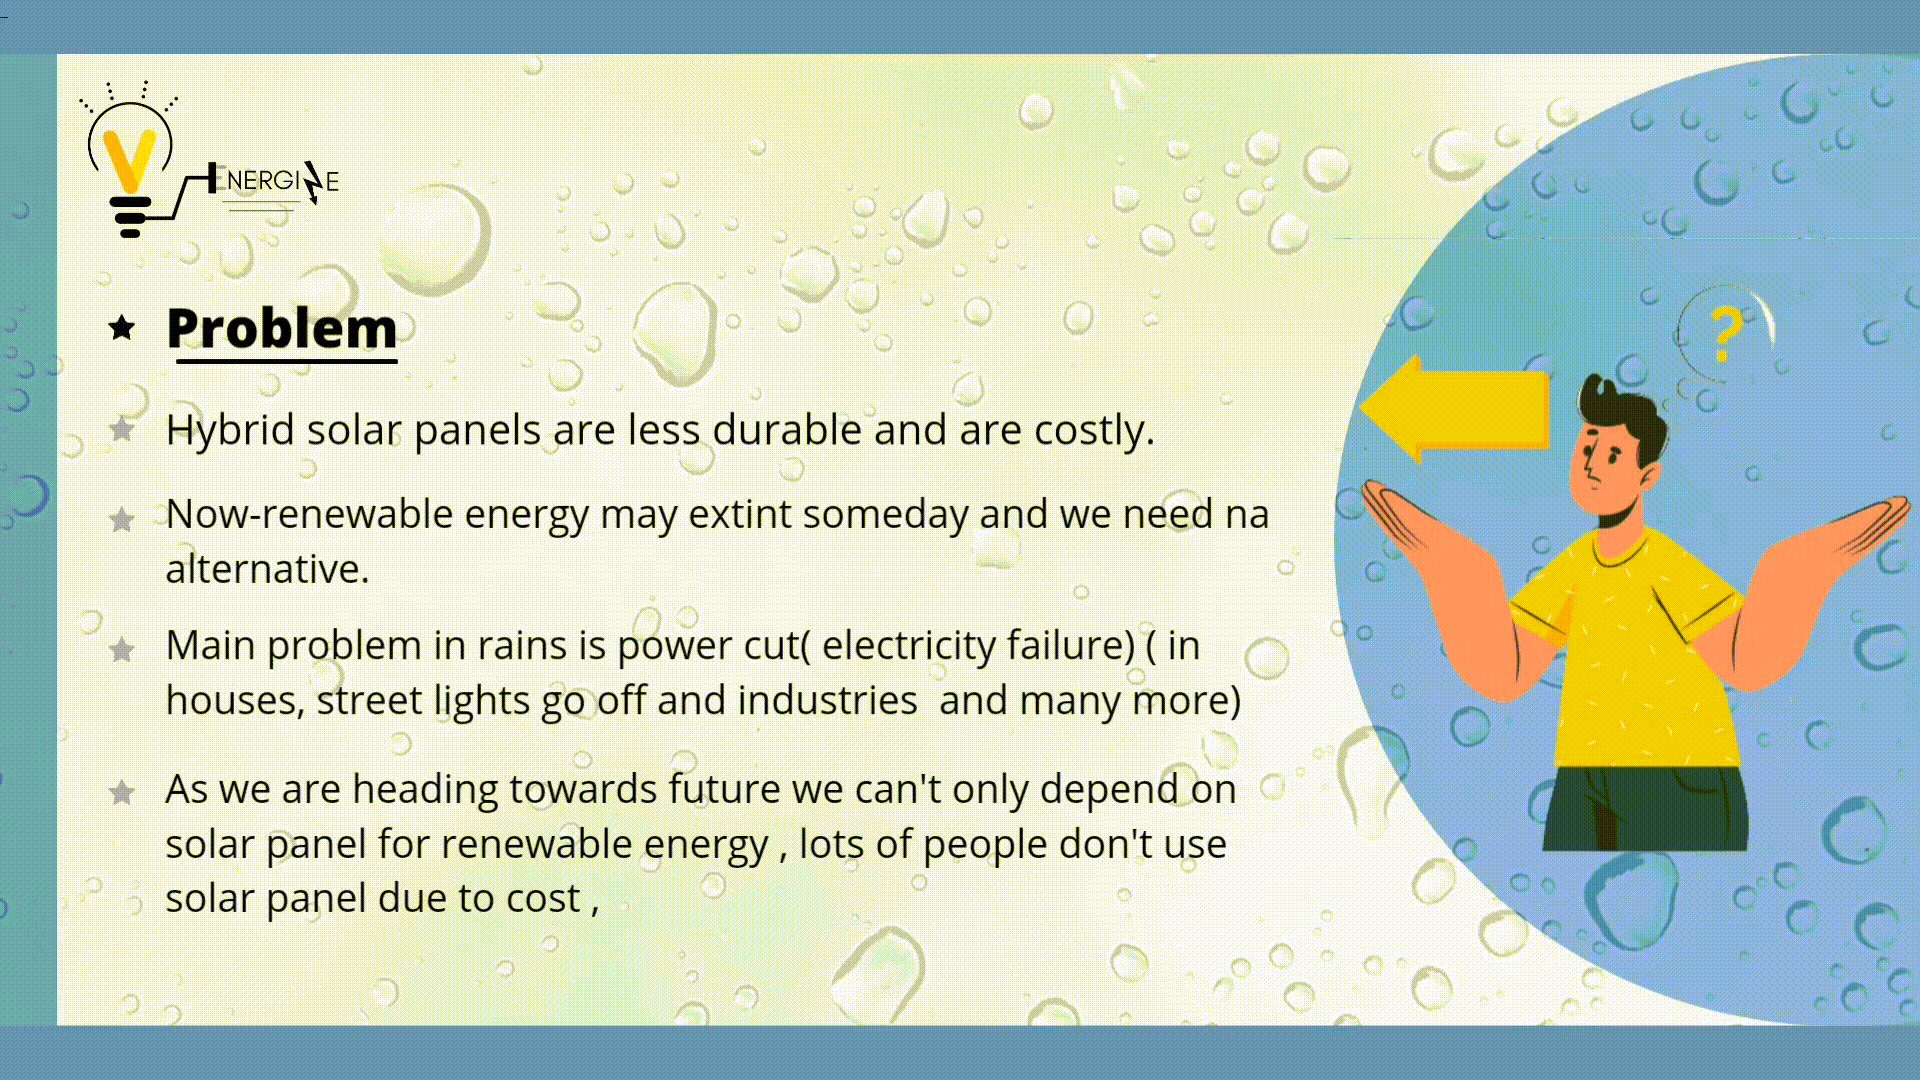 V
ENERGINE
?
Problem
Hybrid solar panels are less durable and are costly.
Now-renewable energy may extint someday and we need na
alternative.
Main problem in rains is power cut( electricity failure) ( in
houses, street lights go off and industries  and many more)
As we are heading towards future we can't only depend on
solar panel for renewable energy , lots of people don't use
solar panel due to cost ,